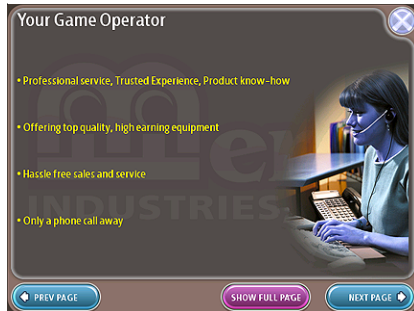 Your Game Operator
• Professional service, Trusted Experience, Product know-how
• Offering top quality, high earning equipment
• Hassle free sales and service
• Only a phone call away
INDUSTRIES
PREV PAGE
SHOW FULL PAGE
NEXT PAGE